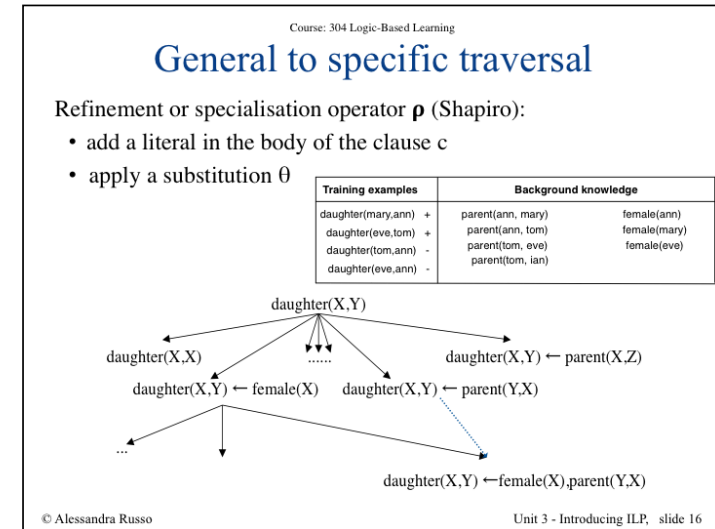 Course: 304 Logic-Based Learning
General to specific traversal
Refinement or specialisation operator ρ (Shapiro):
• add a literal in the body of the clause c
• apply a substitution θ
Training examples Background knowledge
daughter(mary,ann) + parent(ann, mary) female(ann)
daughter(eve,tom) + parent(ann, tom) female(mary)
daughter(tom,ann) - parent(tom, eve) female(eve)
daughter(eve,ann) - parent(tom, ian)
daughter(X,Y)
daughter(X,X) ...... daughter(X,Y) ← parent(X,Z)
daughter(X,Y) ← female(X) daughter(X,Y) ← parent(Y,X)
...
daughter(X,Y) ←female(X),parent(Y,X)
© Alessandra Russo Unit 3 - Introducing ILP, slide 16